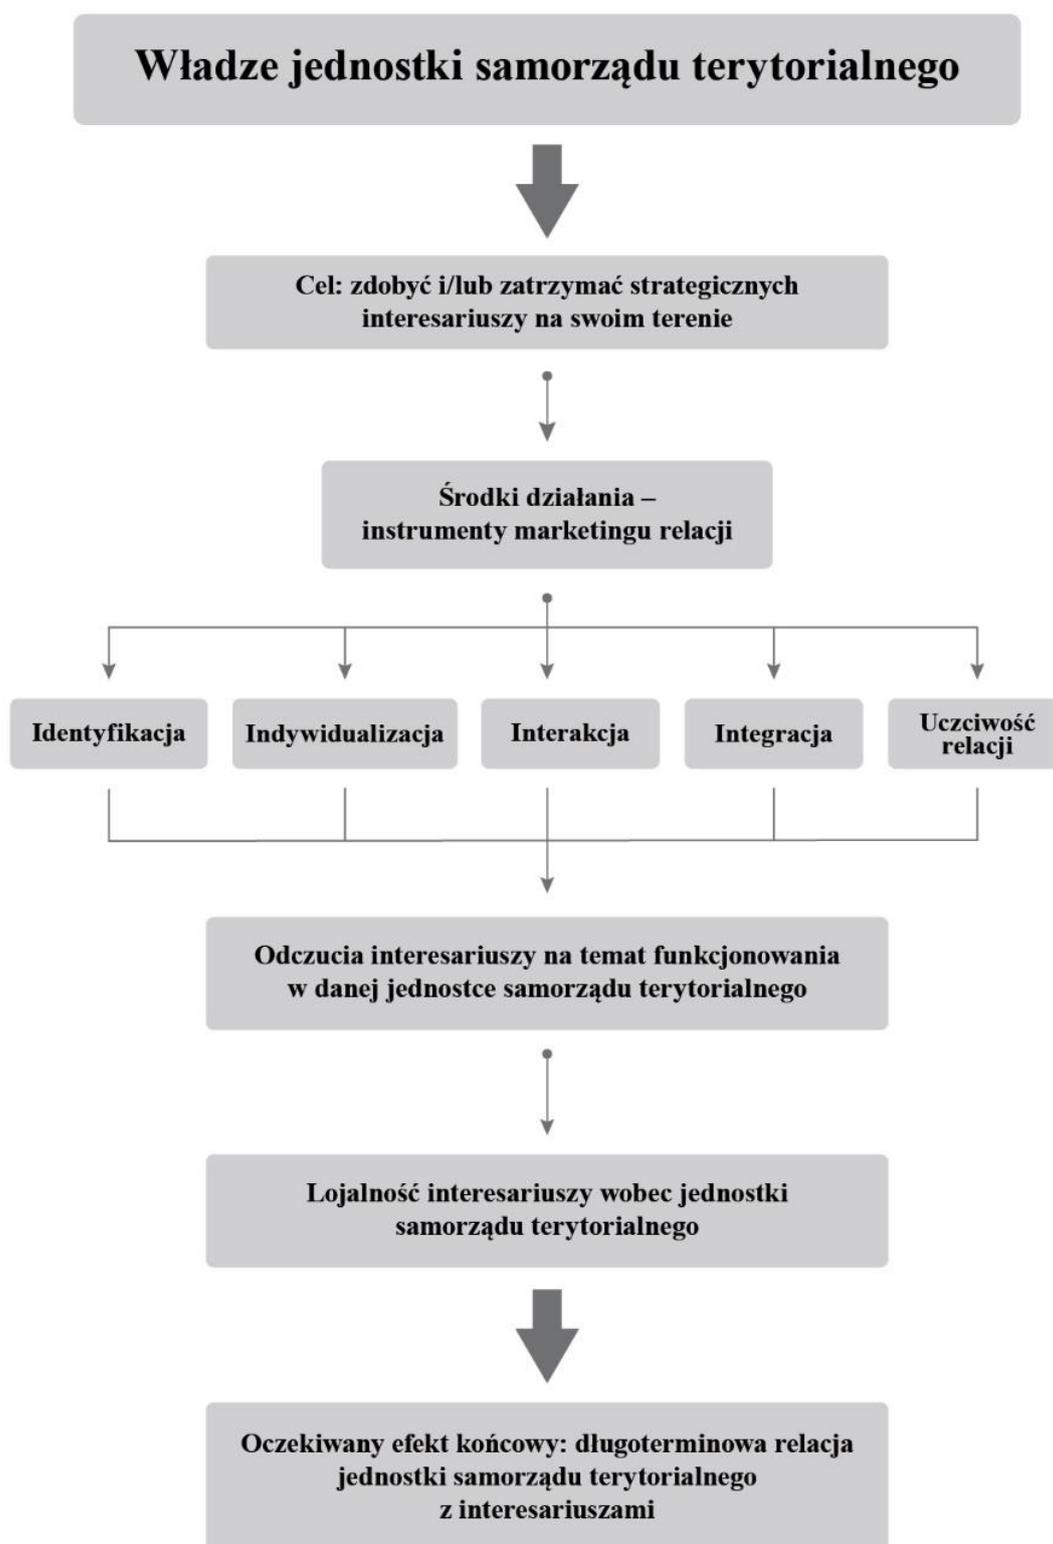 Władze jednostki samorządu terytorialnego
Cel: zdobyć i/lub zatrzymać strategicznych
interesariuszy na swoim terenie
Środki działania –
instrumenty marketingu relacji
Identyfikacja
Indywidualizacja
Interakcja
Integracja
Uczciwość
relacji
Odczucia interesariuszy na temat funkcjonowania
w danej jednostce samorządu terytorialnego
Lojalność interesariuszy wobec jednostki
samorządu terytorialnego
Oczekiwany efekt końcowy: długoterminowa relacja
jednostki samorządu terytorialnego
z interesariuszami